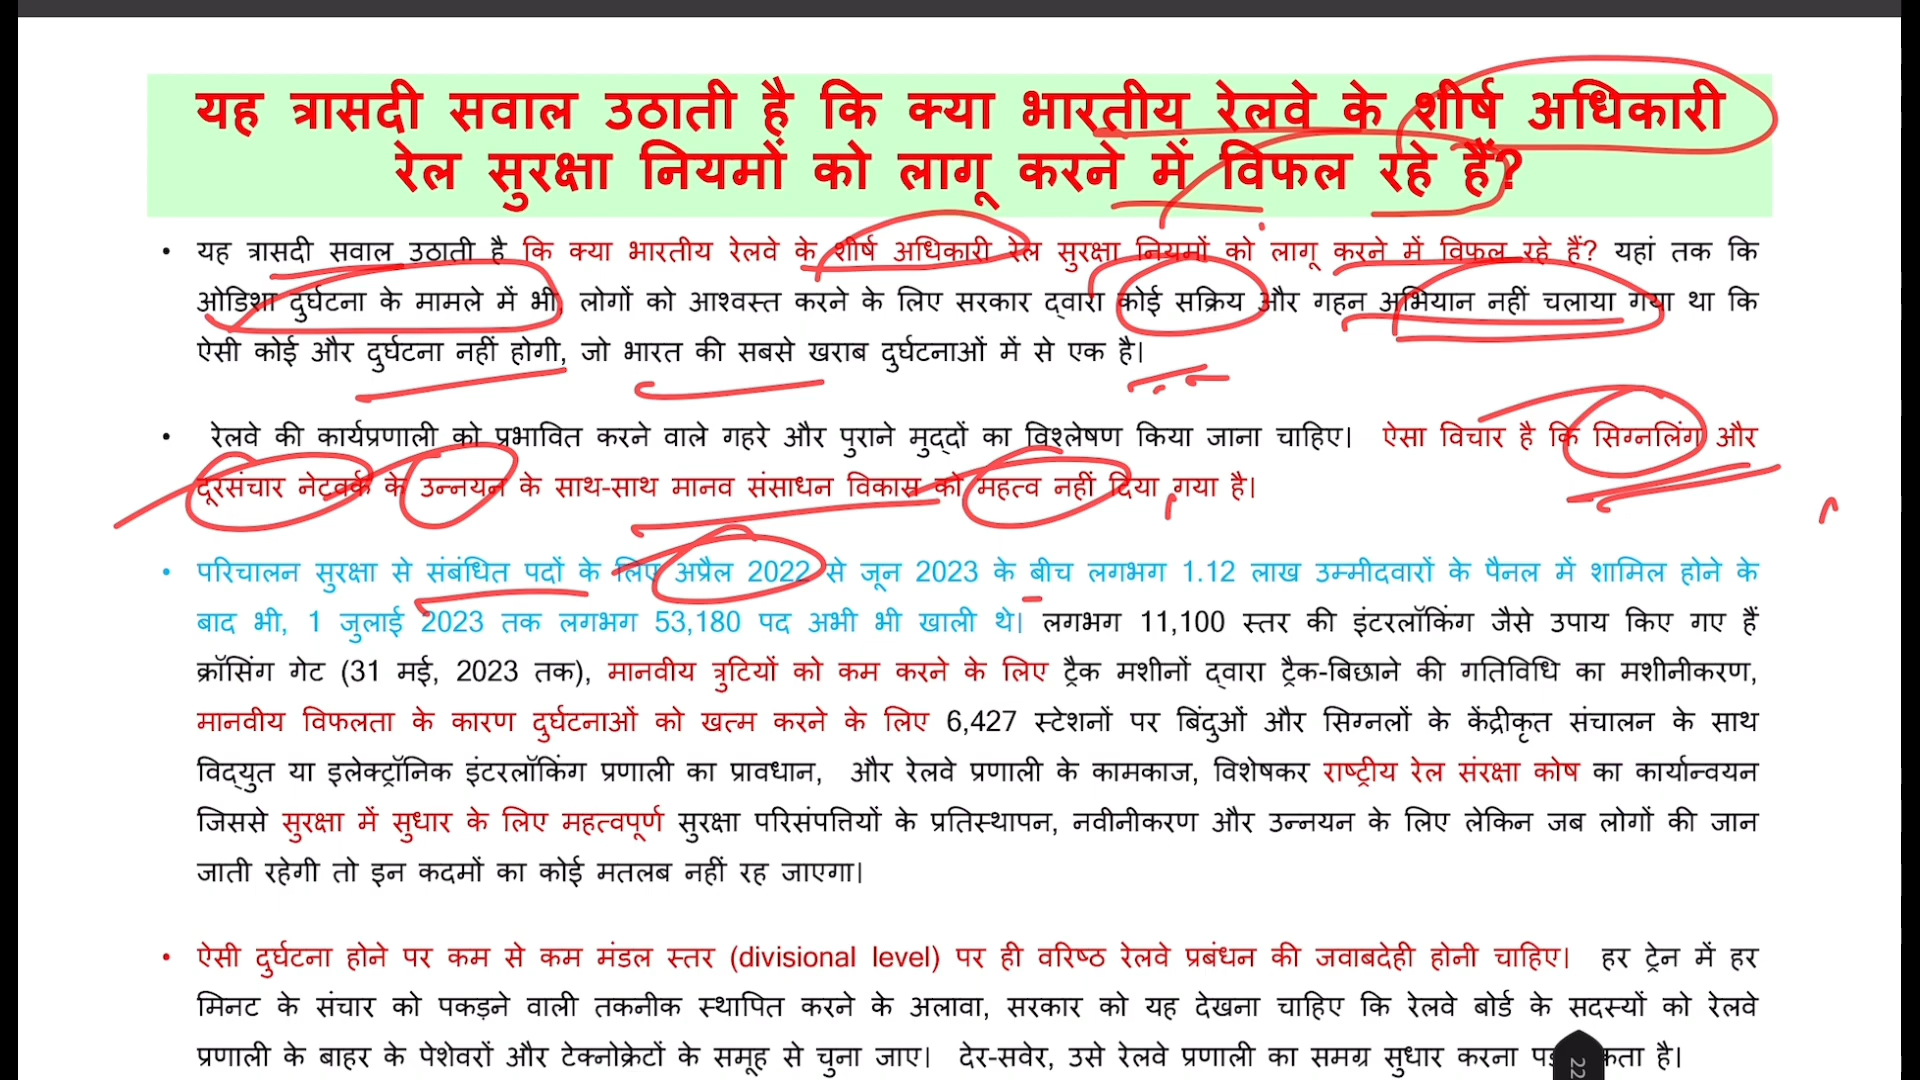 यह त्रासदी सवाल उठाती है कि क्या भारतीय रेलवे के शीर्ष अधिकारी
रेल सुरक्षा नियमों को लागू करने में विफल रहे हैं?
• यह त्रासदी सवाल उठाती है कि क्या भारतीय रेलवे के शीर्ष अधिकारी रेल सुरक्षा नियमों को लागू करने में विफल रहे हैं? यहां तक कि
ओडिशा दुर्घटना के मामले में भी, लोगों को आश्वस्त करने के लिए सरकार द्वारा कोई सक्रिय और गहन अभियान नहीं चलाया गया था कि
ऐसी कोई और दुर्घटना नहीं होगी, जो भारत की सबसे खराब दुर्घटनाओं में से एक है।
• रेलवे की कार्यप्रणाली को प्रभावित करने वाले गहरे और पुराने मुद्दों का विश्लेषण किया जाना चाहिए। ऐसा विचार है कि सिग्नलिंग और
दूरसंचार नेटवर्क के उन्नयन के साथ-साथ मानव संसाधन विकास को महत्व नहीं दिया गया है।
• परिचालन सुरक्षा से संबंधित पदों के लिए अप्रैल 2022 से जून 2023 के बीच लगभग 1.12 लाख उम्मीदवारों के पैनल में शामिल होने के
बाद भी, 1 जुलाई 2023 तक लगभग 53,180 पद अभी भी खाली थे। लगभग 11,100 स्तर की इंटरलॉकिंग जैसे उपाय किए गए हैं
क्रॉसिंग गेट (31 मई, 2023 तक), मानवीय त्रुटियों को कम करने के लिए ट्रैक मशीनों द्वारा ट्रैक-बिछाने की गतिविधि का मशीनीकरण,
मानवीय विफलता के कारण दुर्घटनाओं को खत्म करने के लिए 6,427 स्टेशनों पर बिंदुओं और सिग्नलों के केंद्रीकृत संचालन के साथ
विद्युत या इलेक्ट्रॉनिक इंटरलॉकिंग प्रणाली का प्रावधान, और रेलवे प्रणाली के कामकाज, विशेषकर राष्ट्रीय रेल संरक्षा कोष का कार्यान्वयन
जिससे सुरक्षा में सुधार के लिए महत्वपूर्ण सुरक्षा परिसंपत्तियों के प्रतिस्थापन, नवीनीकरण और उन्नयन के लिए लेकिन जब लोगों की जान
जाती रहेगी तो इन कदमों का कोई मतलब नहीं रह जाएगा।
• ऐसी दुर्घटना होने पर कम से कम मंडल स्तर (divisional level) पर ही वरिष्ठ रेलवे प्रबंधन की जवाबदेही होनी चाहिए। हर ट्रेन में हर
मिनट के संचार को पकड़ने वाली तकनीक स्थापित करने के अलावा, सरकार को यह देखना चाहिए कि रेलवे बोर्ड के सदस्यों को रेलवे
प्रणाली के बाहर के पेशेवरों और टेक्नोक्रेटों के समूह से चुना जाए। देर-सवेर, उसे रेलवे प्रणाली का समग्र सुधार करना है।
22